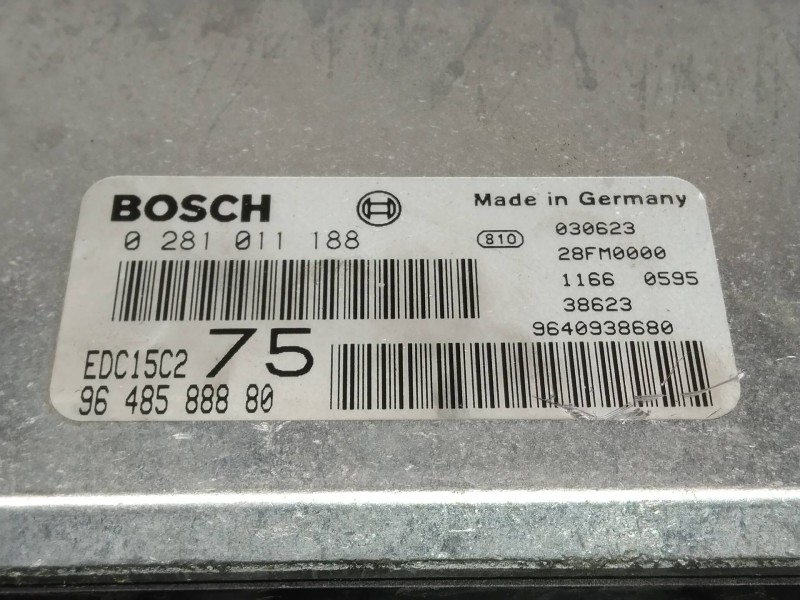 BOSCH
Made in Germany
0 281 011 188
810
030623
28FM0000
1166 0595
38623
9640938680
EDC15C2 75
96 485 888 80